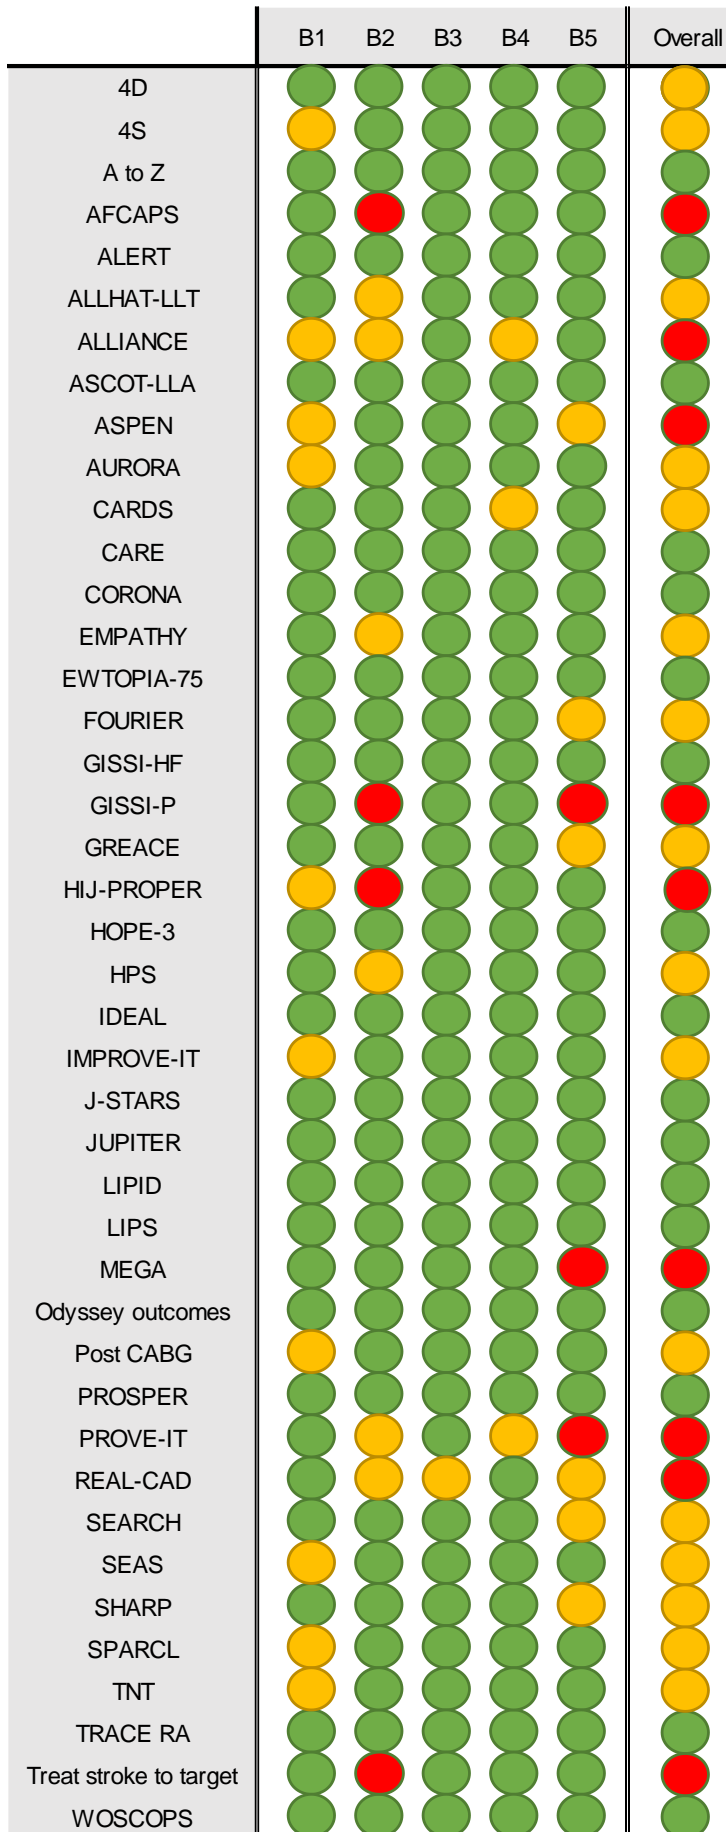 B1 B2 B3 B4 B5 Overall
4D
4S
A to Z
AFCAPS
ALERT
ALLHAT-LLT
ALLIANCE
ASCOT-LLA
ASPEN
AURORA
CARDS
CARE
CORONA
EMPATHY
EWTOPIA-75
FOURIER
GISSI-HF
GISSI-P
GREACE
HIJ-PROPER
HOPE-3
HPS
IDEAL
IMPROVE-IT
J-STARS
JUPITER
LIPID
LIPS
MEGA
Odyssey outcomes
Post CABG
PROSPER
PROVE-IT
REAL-CAD
SEARCH
SEAS
SHARP
SPARCL
TNT
TRACE RA
Treat stroke to target
WOSCOPS